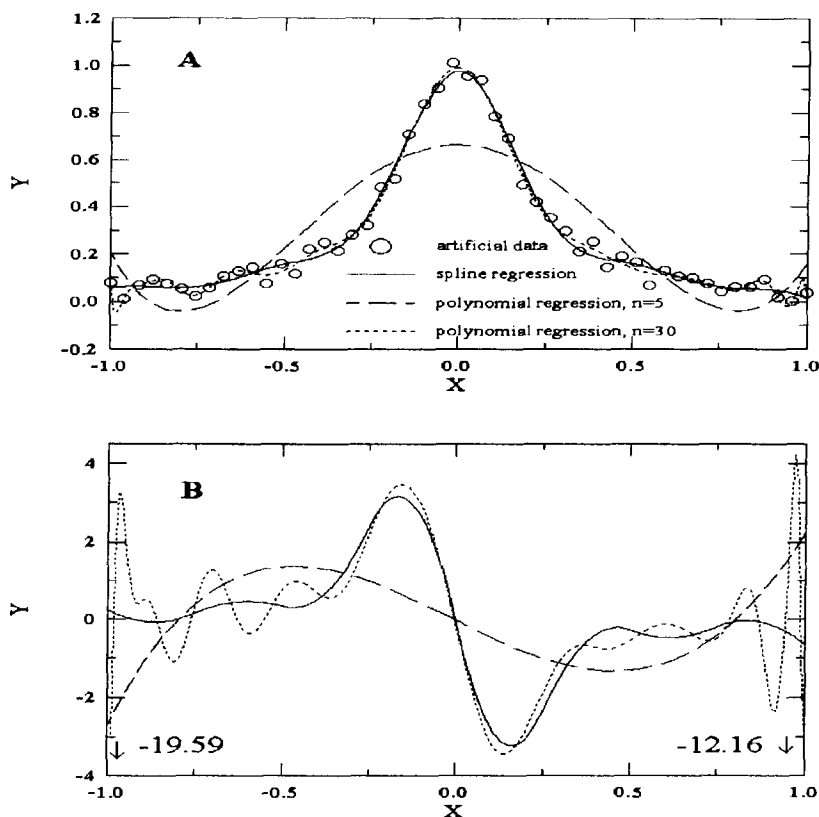 1.2
A
1.0
0.8
0.6
Y
0.4
0.2
0.0
-0.2
artificial data
spline regression
polynomial regression, n=5
polynomial regression, n=30
-1.0 -0.5 0.0 0.5 1.0
X
4
B
2
Y
0
-2
-4
↓ -19.59
-12.16 ↓
-1.0 -0.5 0.0 0.5 1.0
X